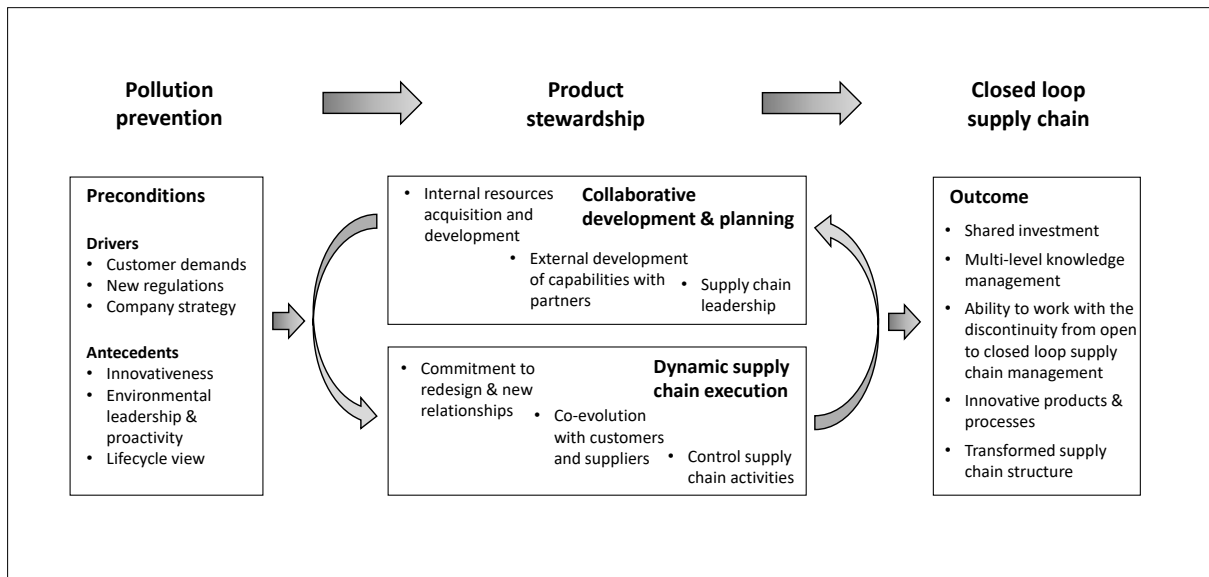 Pollution
prevention
Product
stewardship
Closed loop
supply chain
Preconditions
Drivers
• Customer demands
• New regulations
• Company strategy
Antecedents
• Innovativeness
• Environmental
leadership &
proactivity
• Lifecycle view
• Internal resources
acquisition and
development
Collaborative
development & planning
• External development
of capabilities with
partners
• Supply chain
leadership
• Commitment to
redesign & new
relationships
Dynamic supply
chain execution
• Co-evolution
with customers
and suppliers
• Control supply
chain activities
Outcome
• Shared investment
• Multi-level knowledge
management
• Ability to work with the
discontinuity from open
to closed loop supply
chain management
• Innovative products &
processes
• Transformed supply
chain structure